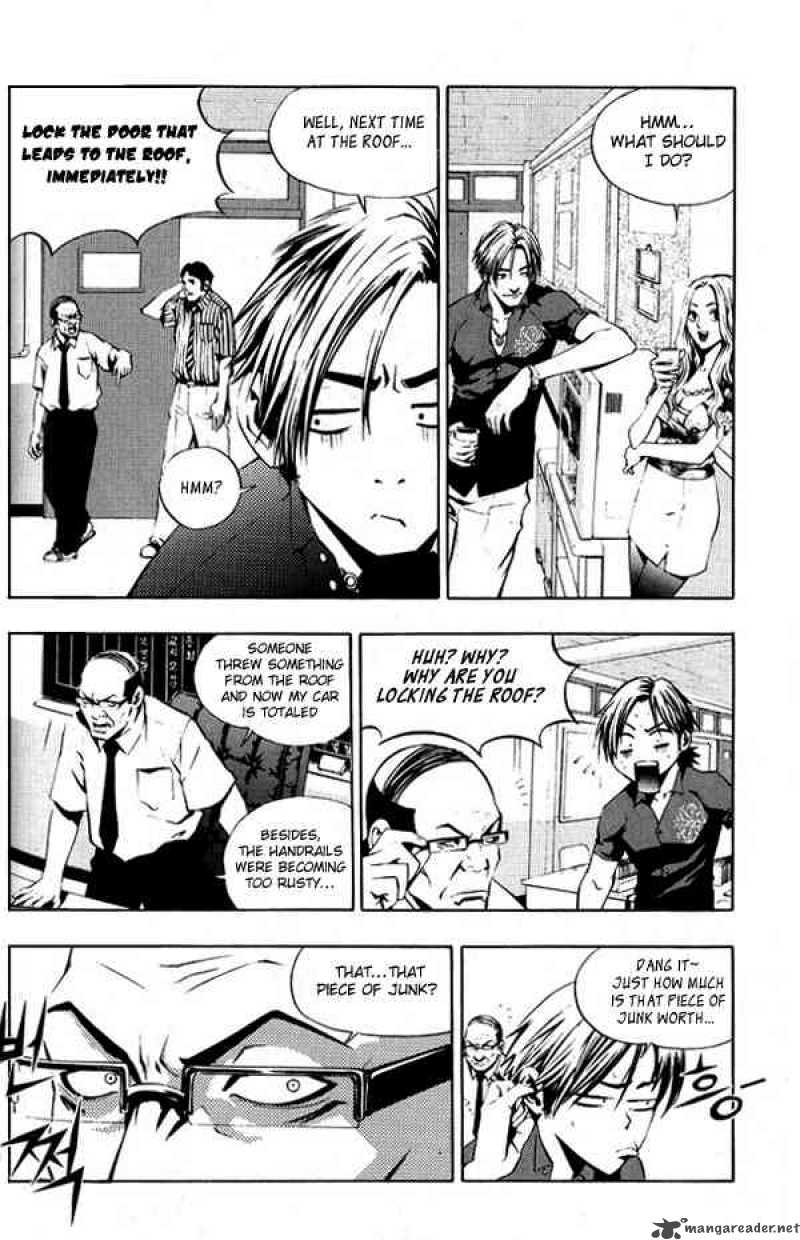 HMM...
WHAT SHOULD
I DO?
WELL, NEXT TIME
AT THE ROOF...
LOCK THE DOOR THAT
LEADS TO THE ROOF,
IMMEDIATELY!!
HMM?
HUH? WHY?
WHY ARE YOU
LOCKING THE ROOF?
SOMEONE
THREW SOMETHING
FROM THE ROOF
AND NOW MY CAR
IS TOTALED
BESIDES,
THE HANDRAILS
WERE BECOMING
TOO RUSTY...
DANG IT~
JUST HOW MUCH
IS THAT PIECE OF
JUNK WORTH...
THAT...THAT
PIECE OF JUNK?
번쩍
mangareader.net